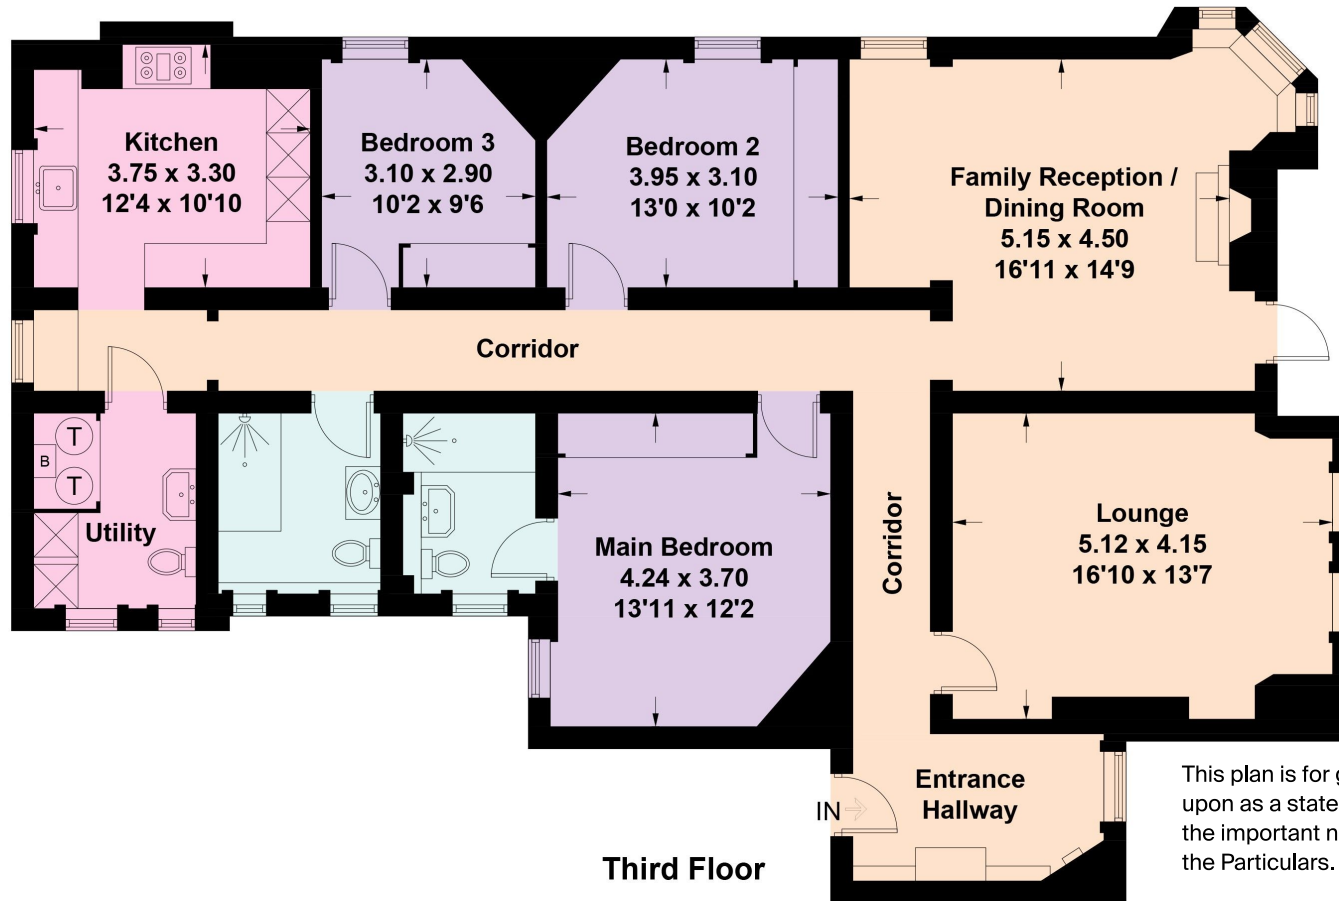 Kitchen
3.75 x 3.30
12'4 x 10'10
Bedroom 3
3.10 x 2.90
10'2 x 9'6
Bedroom 2
3.95 x 3.10
13'0 x 10'2
Family Reception /
Dining Room
5.15 x 4.50
16'11 x 14'9
Corridor
T
B
T
Utility
Main Bedroom
4.24 x 3.70
13'11 x 12'2
Corridor
Lounge
5.12 x 4.15
16'10 x 13'7
Entrance
Hallway
IN
Third Floor
This plan is for
upon as a state
the important
the Particulars.